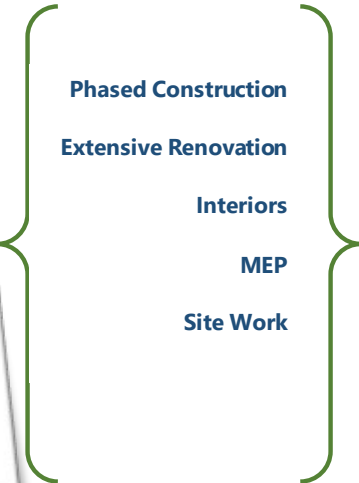 Phased Construction
Extensive Renovation
Interiors
MEP
Site Work